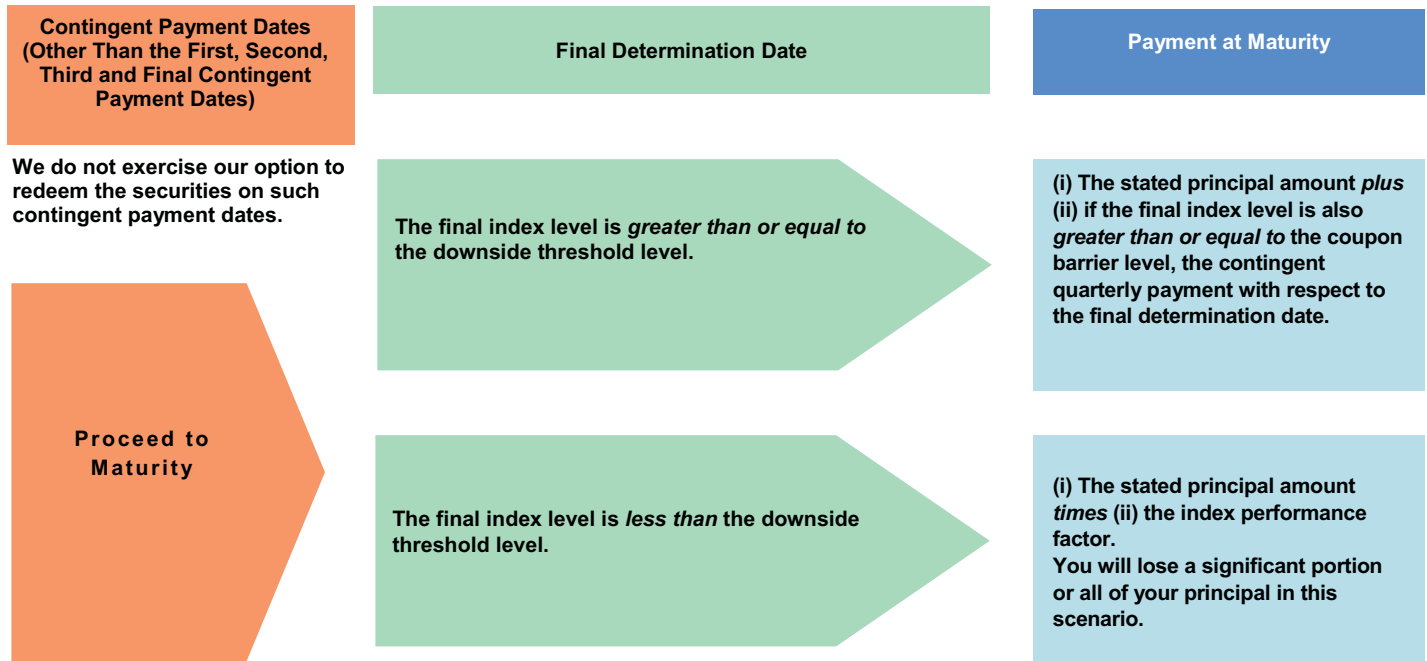 Contingent Payment Dates
(Other Than the First, Second,
Third and Final Contingent
Payment Dates)
Final Determination Date
Payment at Maturity
We do not exercise our option to
redeem the securities on such
contingent payment dates.
Proceed to
Maturity
The final index level is greater than or equal to
the downside threshold level.
(i) The stated principal amount plus
(ii) if the final index level is also
greater than or equal to the coupon
barrier level, the contingent
quarterly payment with respect to
the final determination date.
The final index level is less than the downside
threshold level.
(i) The stated principal amount
times (ii) the index performance
factor.
You will lose a significant portion
or all of your principal in this
scenario.